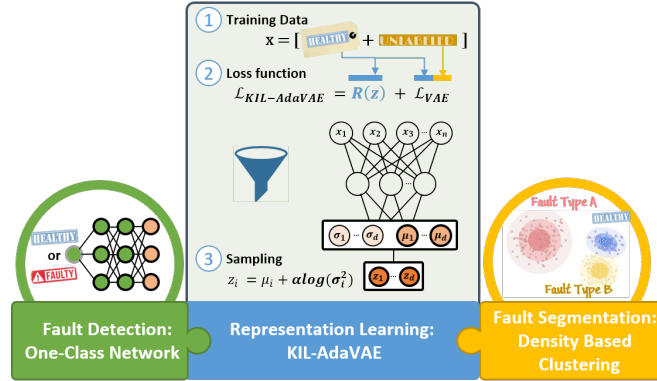 1 Training Data
x = [ HEALTHY + UNLABELED ]
2 Loss function
ℒKIL−AdaVAE = R(z) + ℒVAE
x1 x2 x3 ... xn
...
σ1 ... σd μ1 ... μd
3 Sampling
zi = μi + αlog(σi²)
z1 ... zd
HEALTHY
or
FAULTY
Fault Type A
HEALTHY
Fault Type B
Fault Detection:
One-Class Network
Representation Learning:
KIL-AdaVAE
Fault Segmentation:
Density Based
Clustering